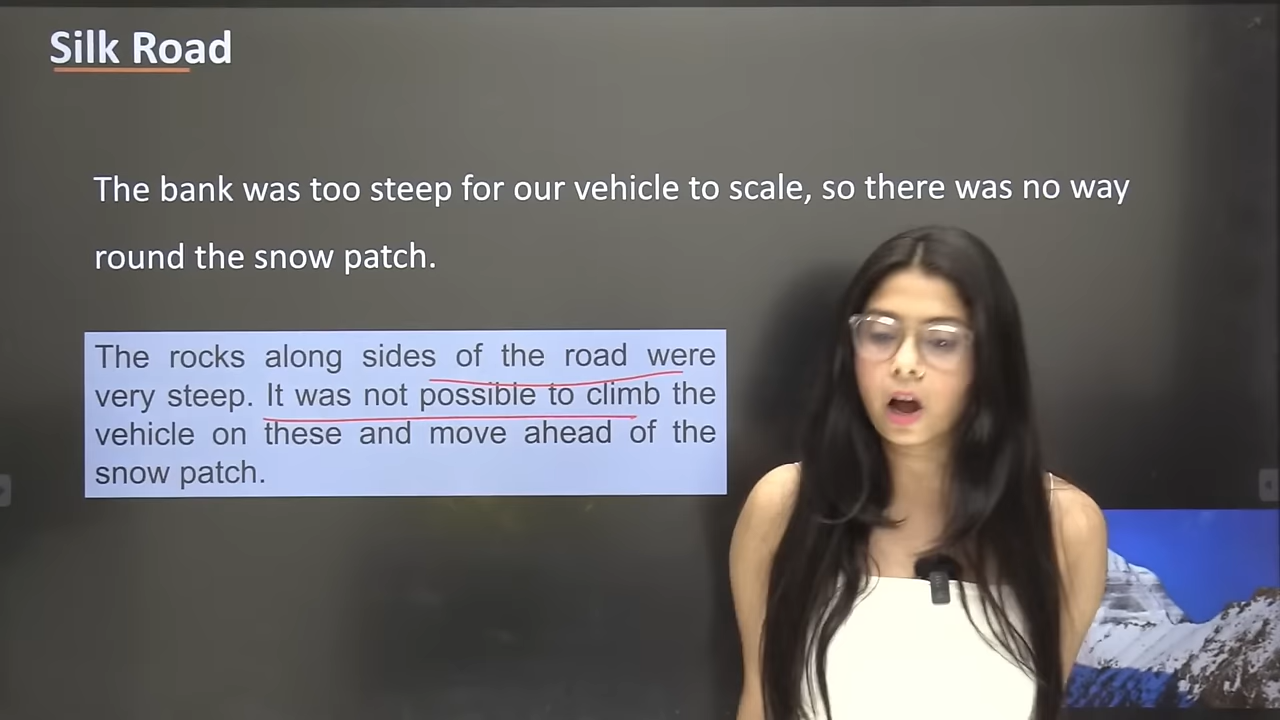 Silk Road
The bank was too steep for our vehicle to scale, so there was no way
round the snow patch.
The rocks along sides of the road were
very steep. It was not possible to climb the
vehicle on these and move ahead of the
snow patch.